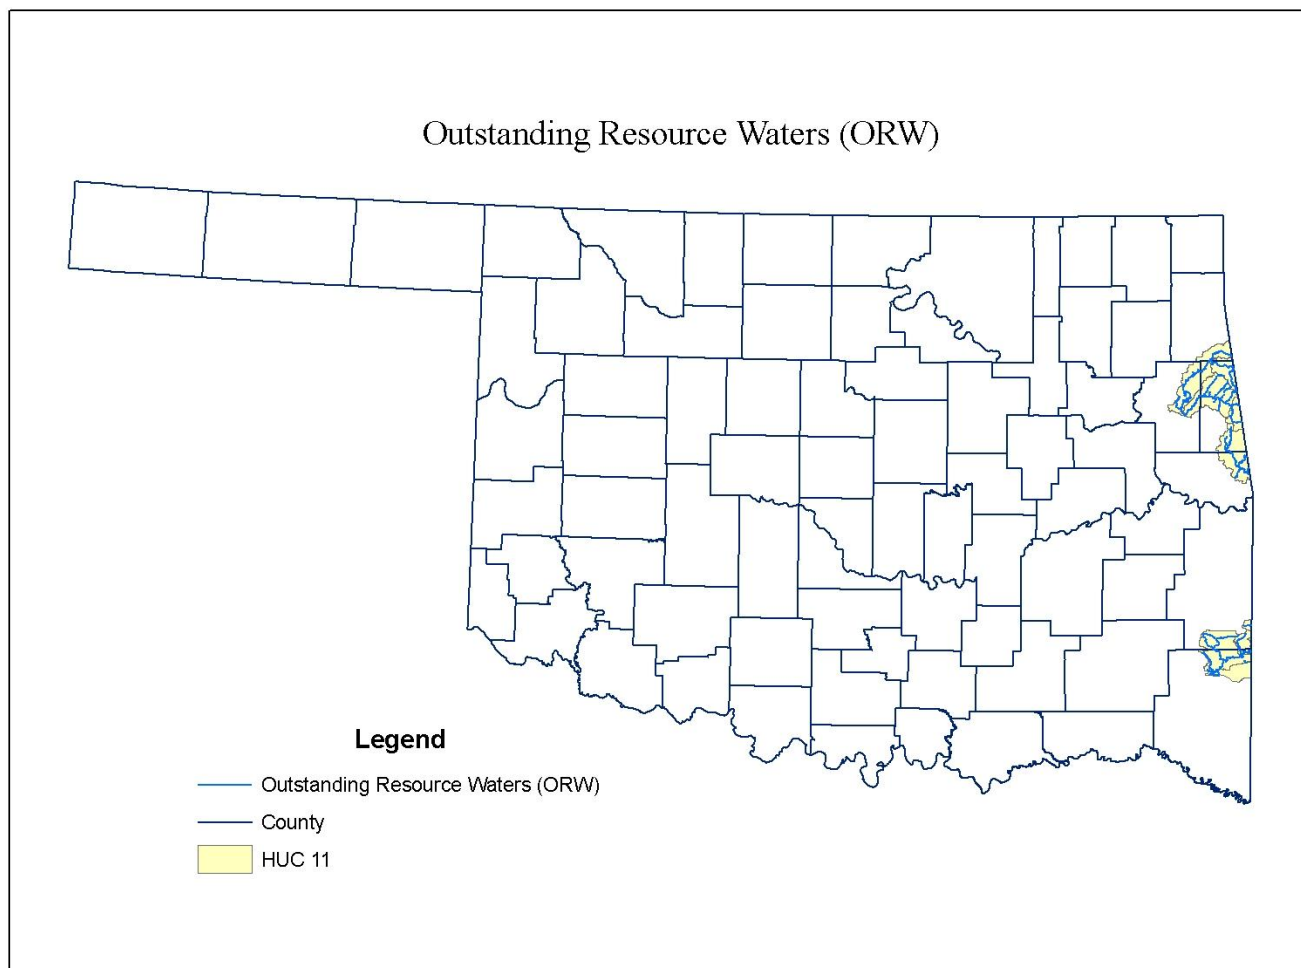 Outstanding Resource Waters (ORW)
Legend
Outstanding Resource Waters (ORW)
County
HUC 11